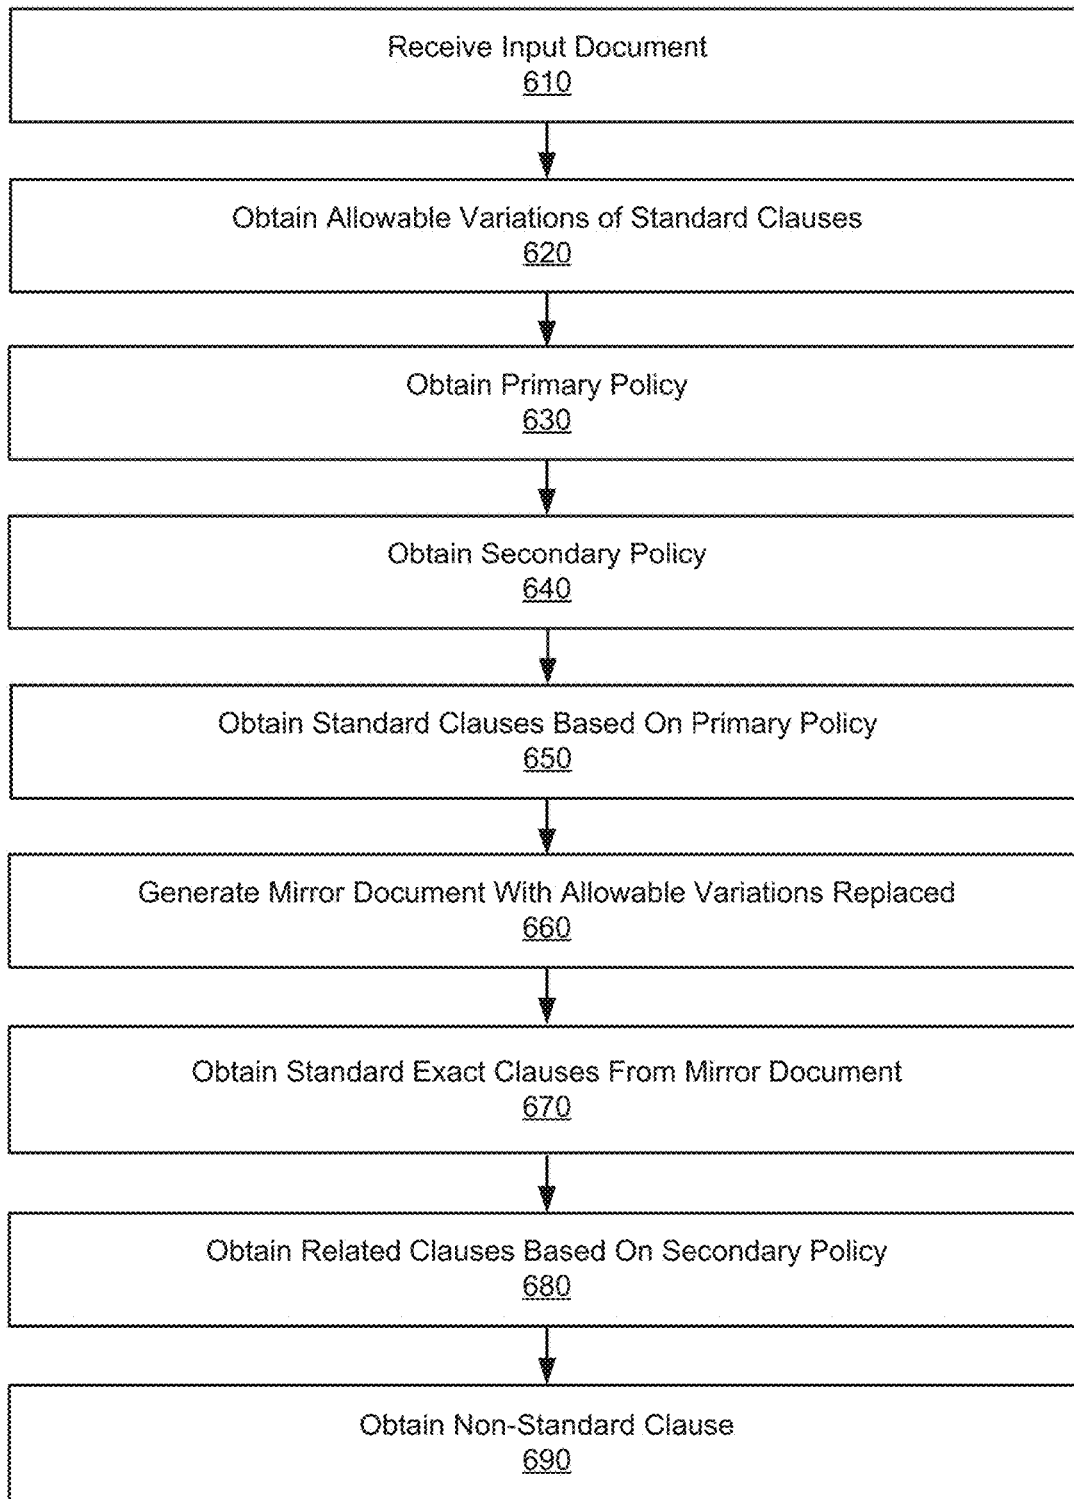 Receive Input Document
610
Obtain Allowable Variations of Standard Clauses
620
Obtain Primary Policy
630
Obtain Secondary Policy
640
Obtain Standard Clauses Based On Primary Policy
650
Generate Mirror Document With Allowable Variations Replaced
660
Obtain Standard Exact Clauses From Mirror Document
670
Obtain Related Clauses Based On Secondary Policy
680
Obtain Non-Standard Clause
690